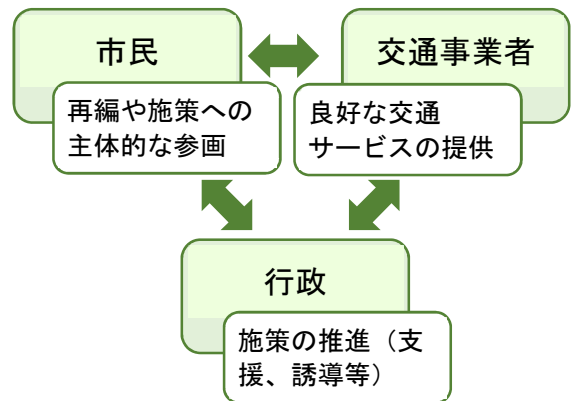 市民
再編や施策への
主体的な参画
交通事業者
良好な交通
サービスの提供
行政
施策の推進（支
援、誘導等）